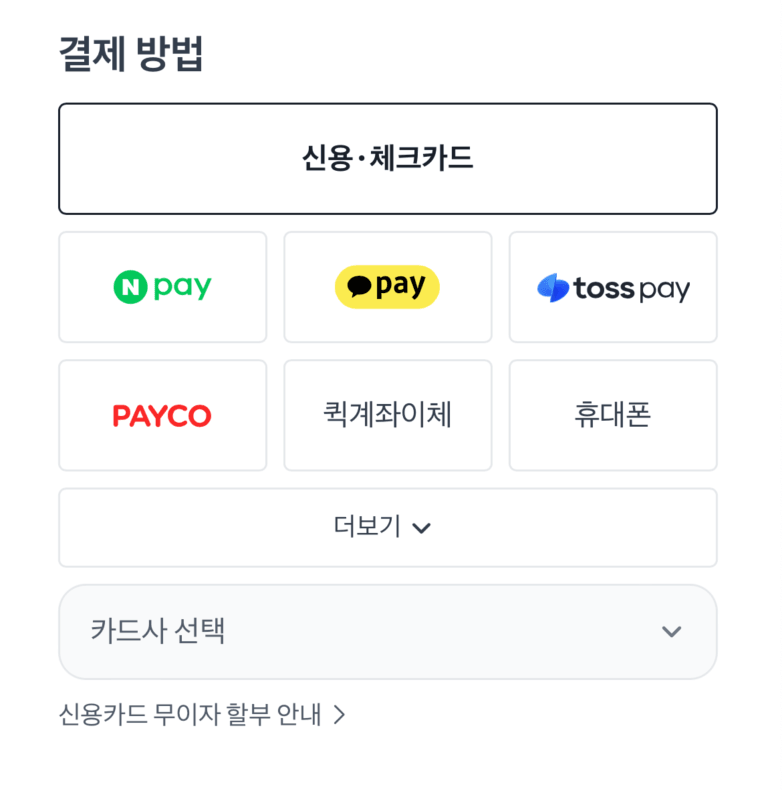 결제 방법
신용·체크카드
N pay
pay
toss pay
PAYCO
퀵계좌이체
휴대폰
더보기
카드사 선택
신용카드 무이자 할부 안내